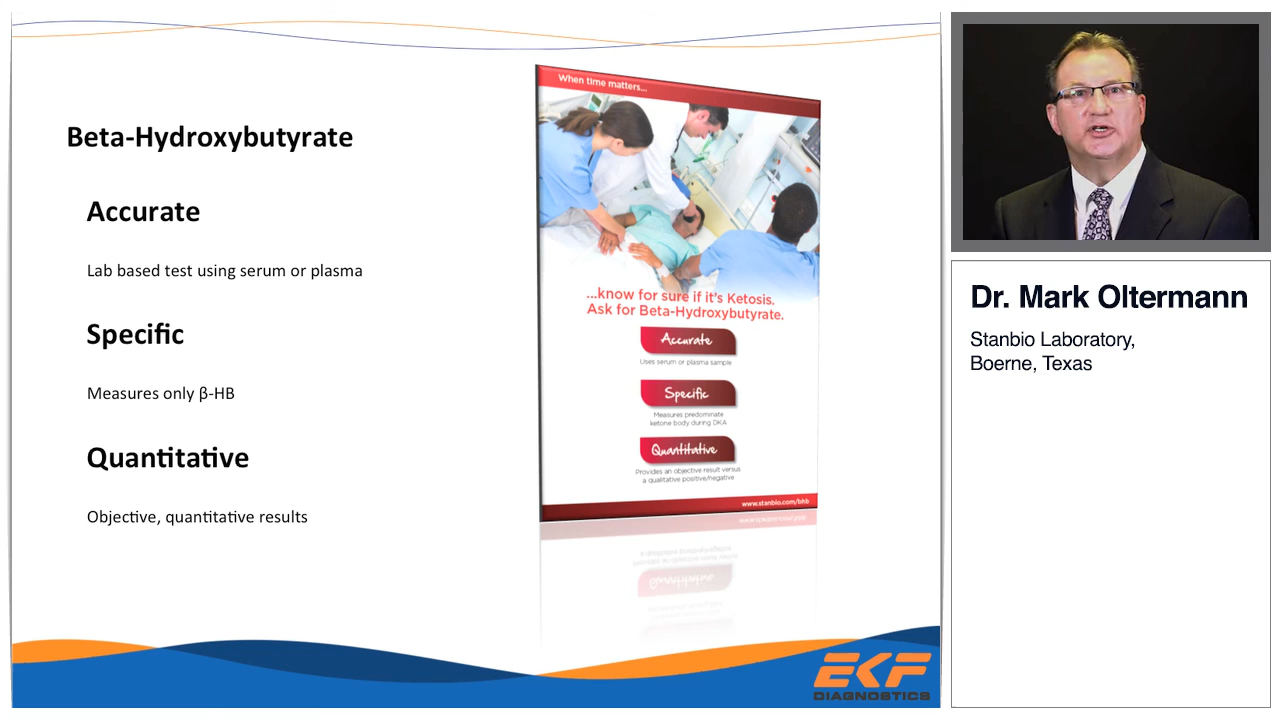 Beta-Hydroxybutyrate
Accurate
Lab based test using serum or plasma
Specific
Measures only β-HB
Quantitative
Objective, quantitative results
When time matters...
...know for sure if it's Ketosis.
Ask for Beta-Hydroxybutyrate.
Accurate
Uses serum or plasma sample
Specific
Measures predominate
ketone body during DKA
Quantitative
Provides an objective result versus
a qualitative positive/negative
www.stanbio.com/bhb
EKF
DIAGNOSTICS
Dr. Mark Oltermann
Stanbio Laboratory,
Boerne, Texas